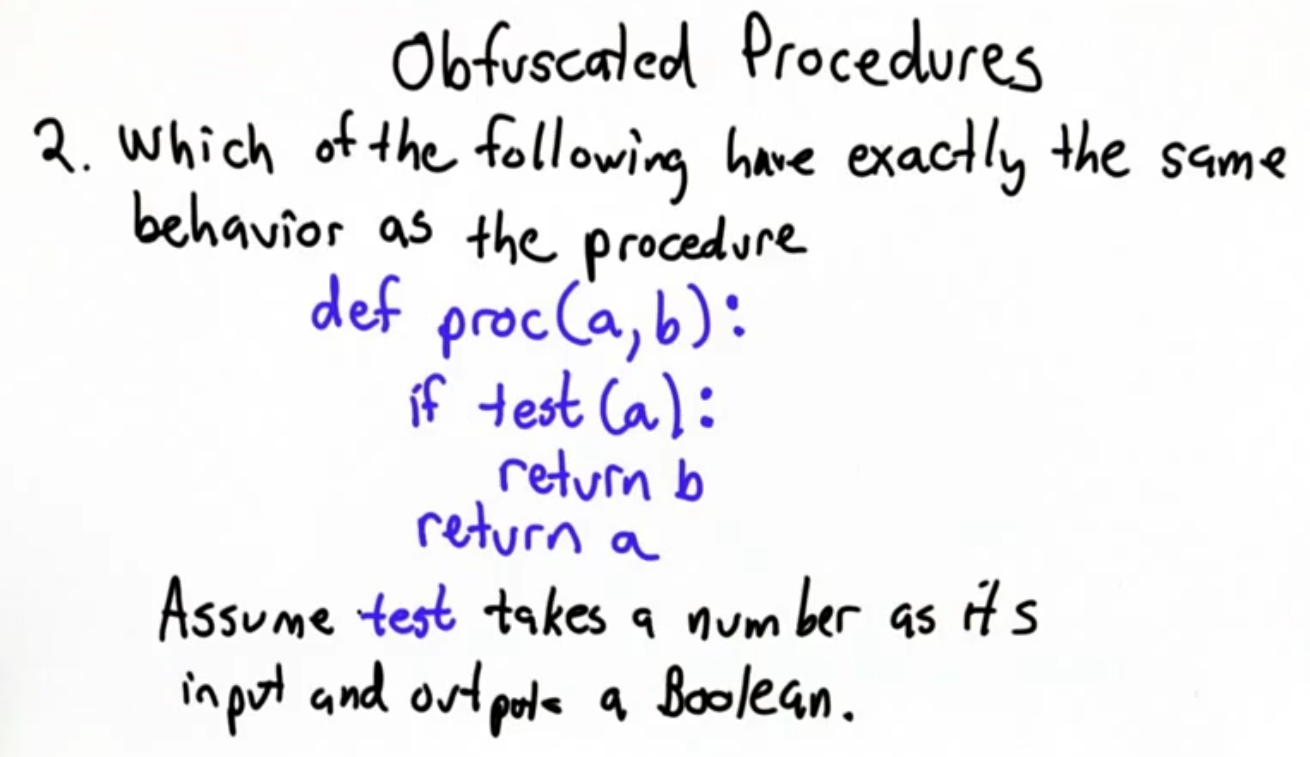 Obfuscated Procedures
2. Which of the following have exactly the same
behavior as the procedure
def proc(a,b):
if test(a):
return b
return a
Assume test takes a number as its
input and outputs a Boolean.